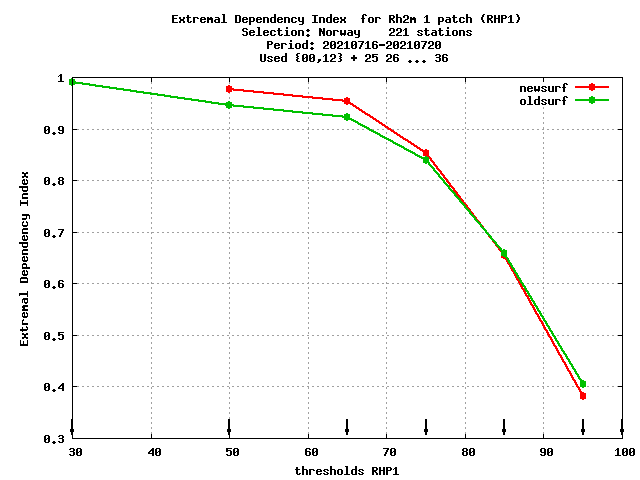 Extremal Dependency Index  for Rh2m 1 patch (RHP1)
Selection: Norway    221 stations
Period: 20210716-20210720
Used {00,12} + 25 26 ... 36
newsurf
oldsurf
1
0.9
0.8
0.7
0.6
0.5
0.4
0.3
Extremal Dependency Index
30 40 50 60 70 80 90 100
thresholds RHP1